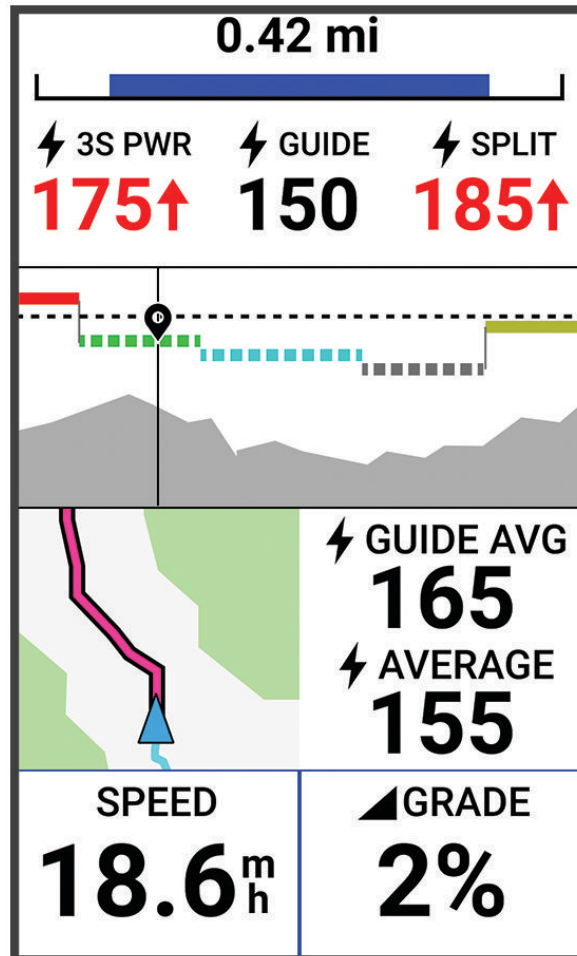 0.42 mi
3S PWR GUIDE SPLIT
175 150 185
GUIDE AVG
165
AVERAGE
155
SPEED GRADE
18.6 m h 2%